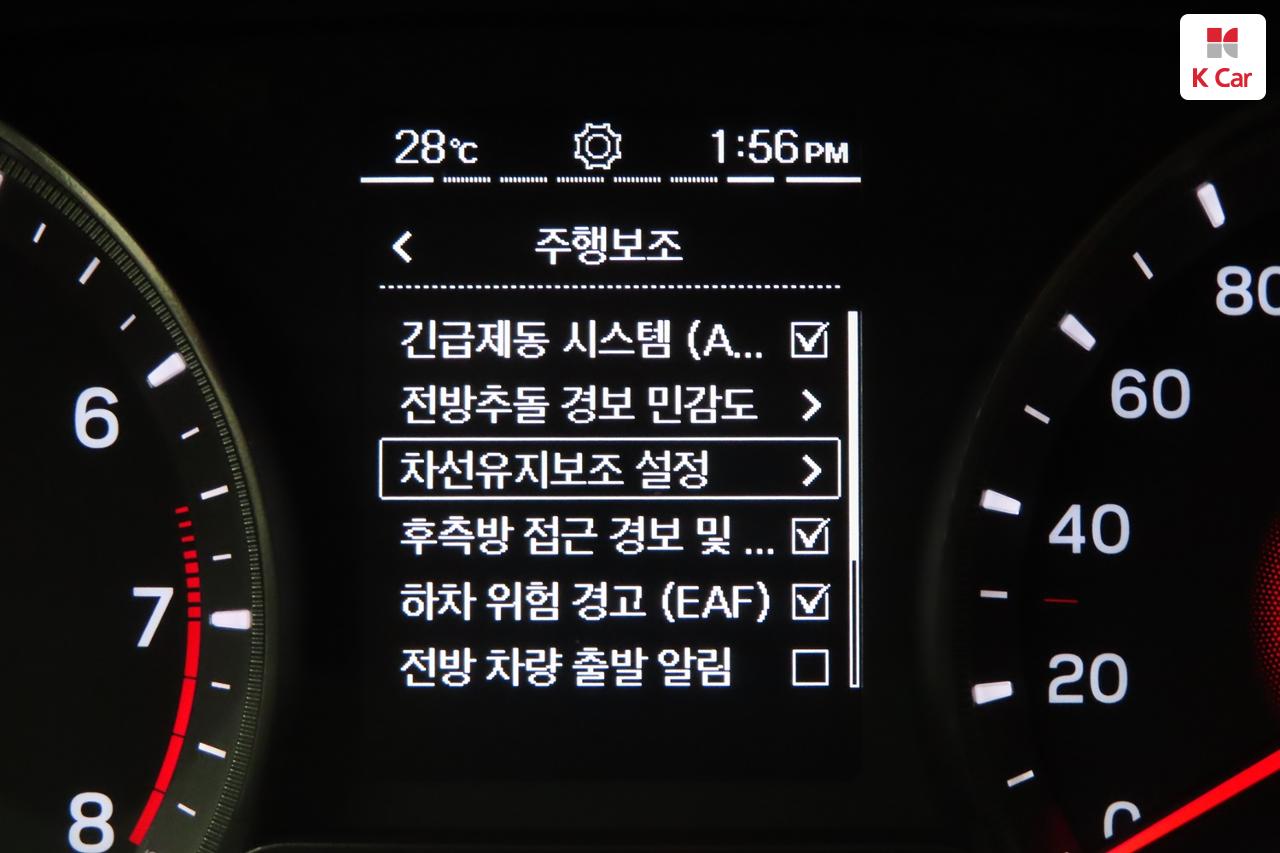 K Car
28℃
1:56 PM
주행보조
긴급제동 시스템 (A...
전방추돌 경보 민감도
차선유지보조 설정
후측방 접근 경보 및 ...
하차 위험 경고 (EAF)
전방 차량 출발 알림
6
7
8
80
60
40
20
0